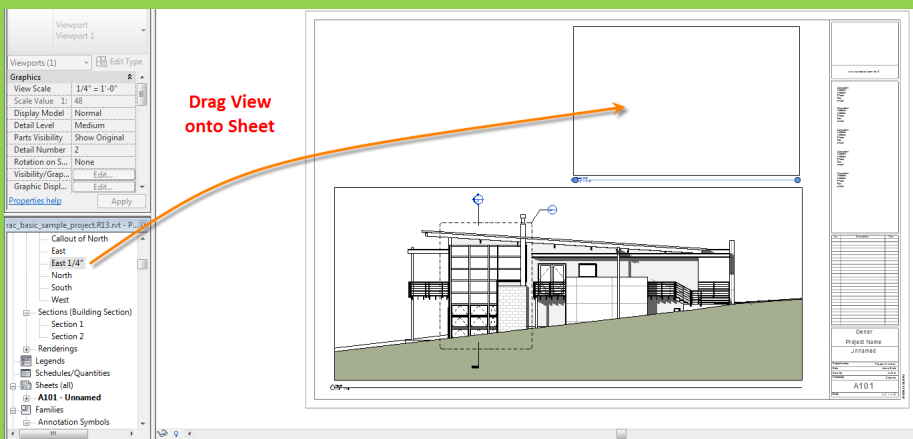 Viewport
Viewport 1
Viewports (1)
Edit Type
Graphics
View Scale 1/4" = 1'-0"
Scale Value 1: 48
Display Model Normal
Detail Level Medium
Parts Visibility Show Original
Detail Number 2
Rotation on S... None
Visibility/Grap... Edit...
Graphic Displ... Edit...
Properties help Apply
rac_basic_sample_project.R13.rvt - P...
Callout of North
East
East 1/4"
North
South
West
Sections (Building Section)
Section 1
Section 2
Renderings
Legends
Schedules/Quantities
Sheets (all)
A101 - Unnamed
Families
Annotation Symbols
Drag View
onto Sheet
Owner
Project Name
Unnamed
A101